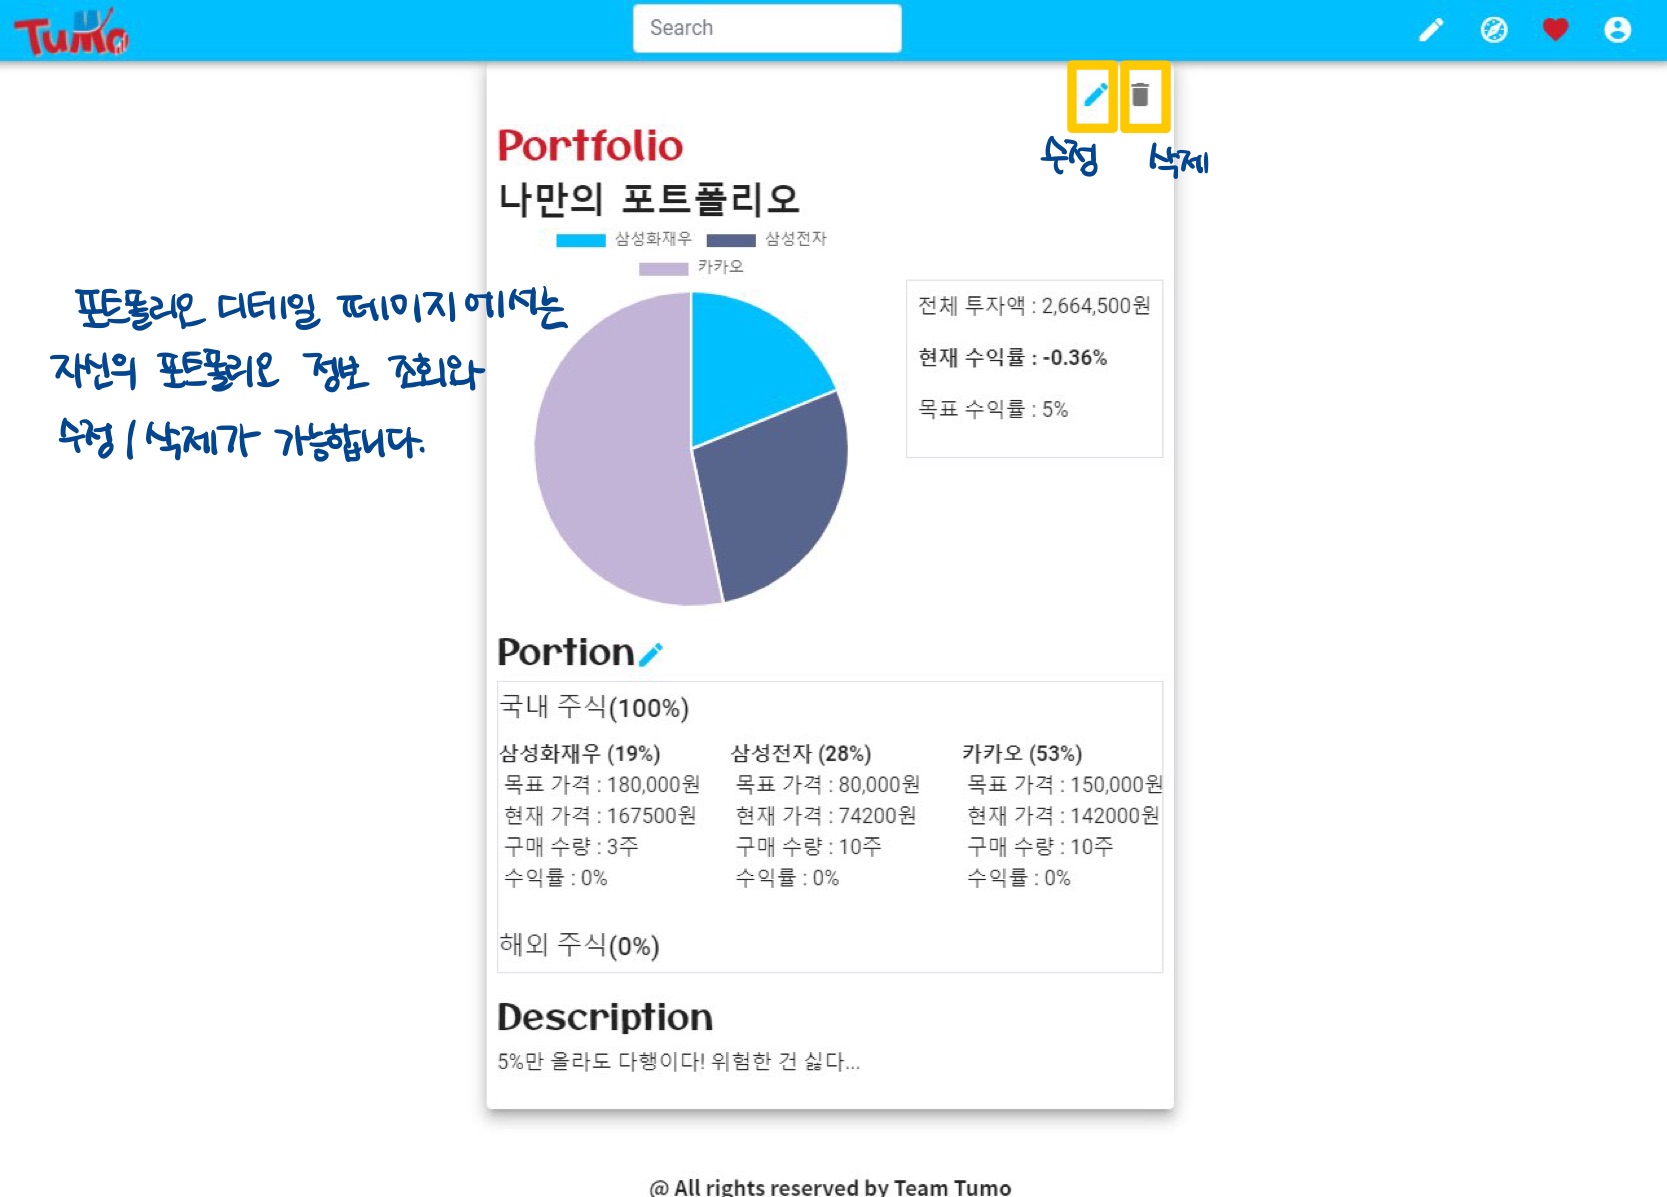 TuMo
Search
수정 삭제
Portfolio
나만의 포트폴리오
삼성화재우 삼성전자
카카오
포트폴리오 디테일 페이지에서는
자신의 포트폴리오 정보 조회와
수정/삭제가 가능합니다.
전체 투자액 : 2,664,500원
현재 수익률 : -0.36%
목표 수익률 : 5%
Portion
국내 주식(100%)
삼성화재우 (19%)
목표 가격 : 180,000원
현재 가격 : 167500원
구매 수량 : 3주
수익률 : 0%
삼성전자 (28%)
목표 가격 : 80,000원
현재 가격 : 74200원
구매 수량 : 10주
수익률 : 0%
카카오 (53%)
목표 가격 : 150,000원
현재 가격 : 142000원
구매 수량 : 10주
수익률 : 0%
해외 주식(0%)
Description
5%만 올라도 다행이다! 위험한 건 싫다...
@ All rights reserved by Team Tumo